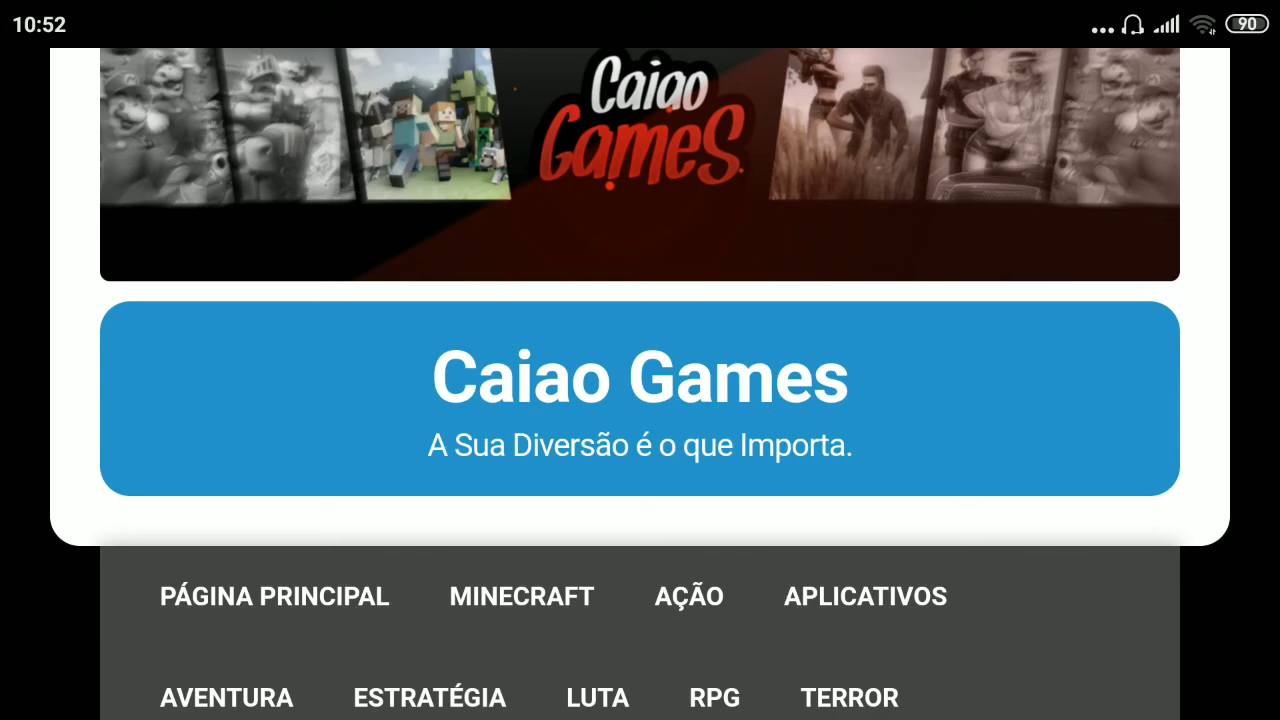 10:52
90
Caiao
Games
Caiao Games
A Sua Diversão é o que Importa.
PÁGINA PRINCIPAL MINECRAFT AÇÃO APLICATIVOS
AVENTURA ESTRATÉGIA LUTA RPG TERROR